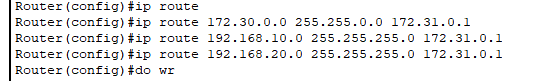 Router(config)#ip route
Router(config)#ip route 172.30.0.0 255.255.0.0 172.31.0.1
Router(config)#ip route 192.168.10.0 255.255.255.0 172.31.0.1
Router(config)#ip route 192.168.20.0 255.255.255.0 172.31.0.1
Router(config)#do wr